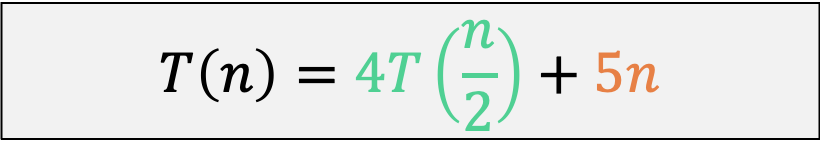 T(n) = 4T(n/2) + 5n